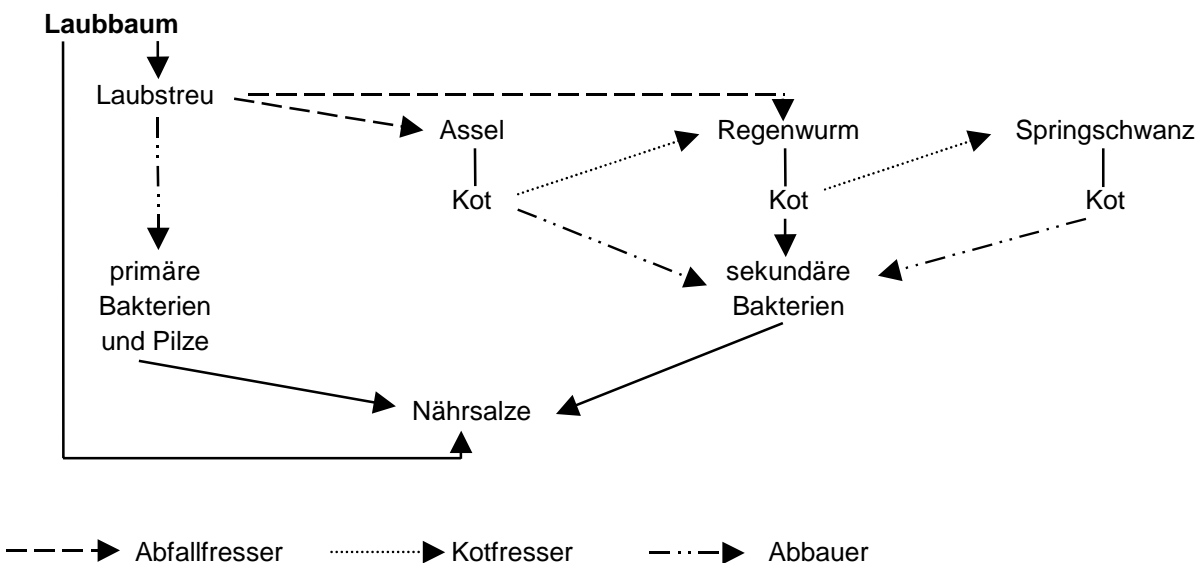 Laubbaum
Laubstreu
Assel
Regenwurm
Springschwanz
Kot
Kot
Kot
primäre
Bakterien
und Pilze
sekundäre
Bakterien
Nährsalze
Abfallfresser
Kotfresser
Abbauer